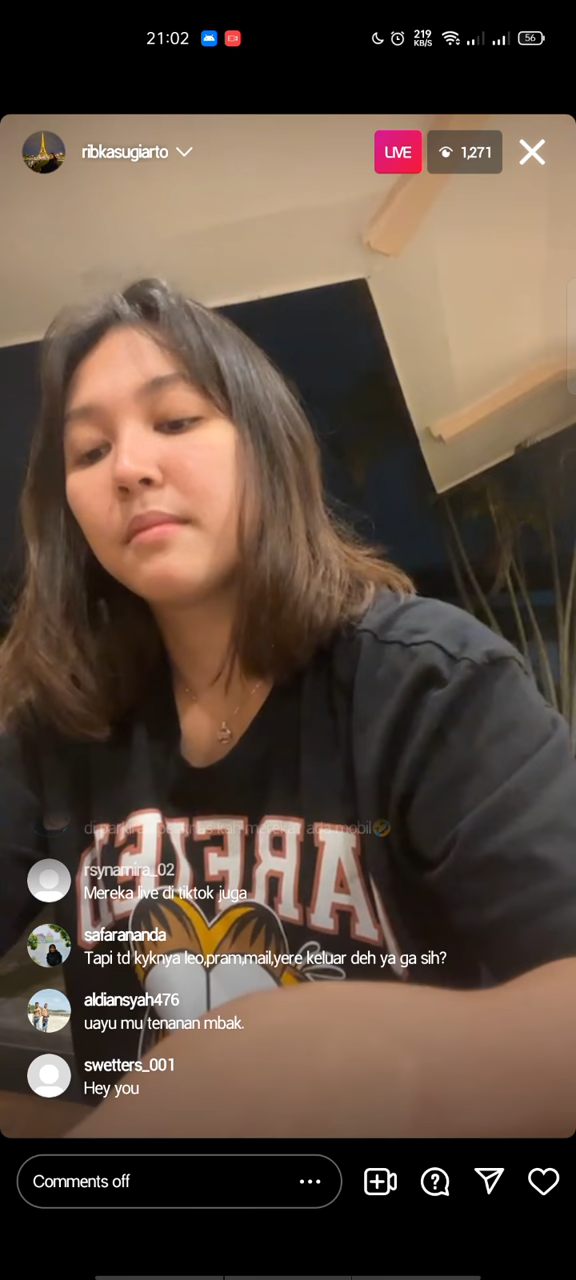 21:02
219
KB/S
56
ribkasugiarto
LIVE
1,271
rsynamira_02
Mereka live di tiktok juga
safarananda
Tapi td kyknya leo,pram,mail,yere keluar deh ya ga sih?
aldiansyah476
uayu mu tenanan mbak.
swetters_001
Hey you
Comments off